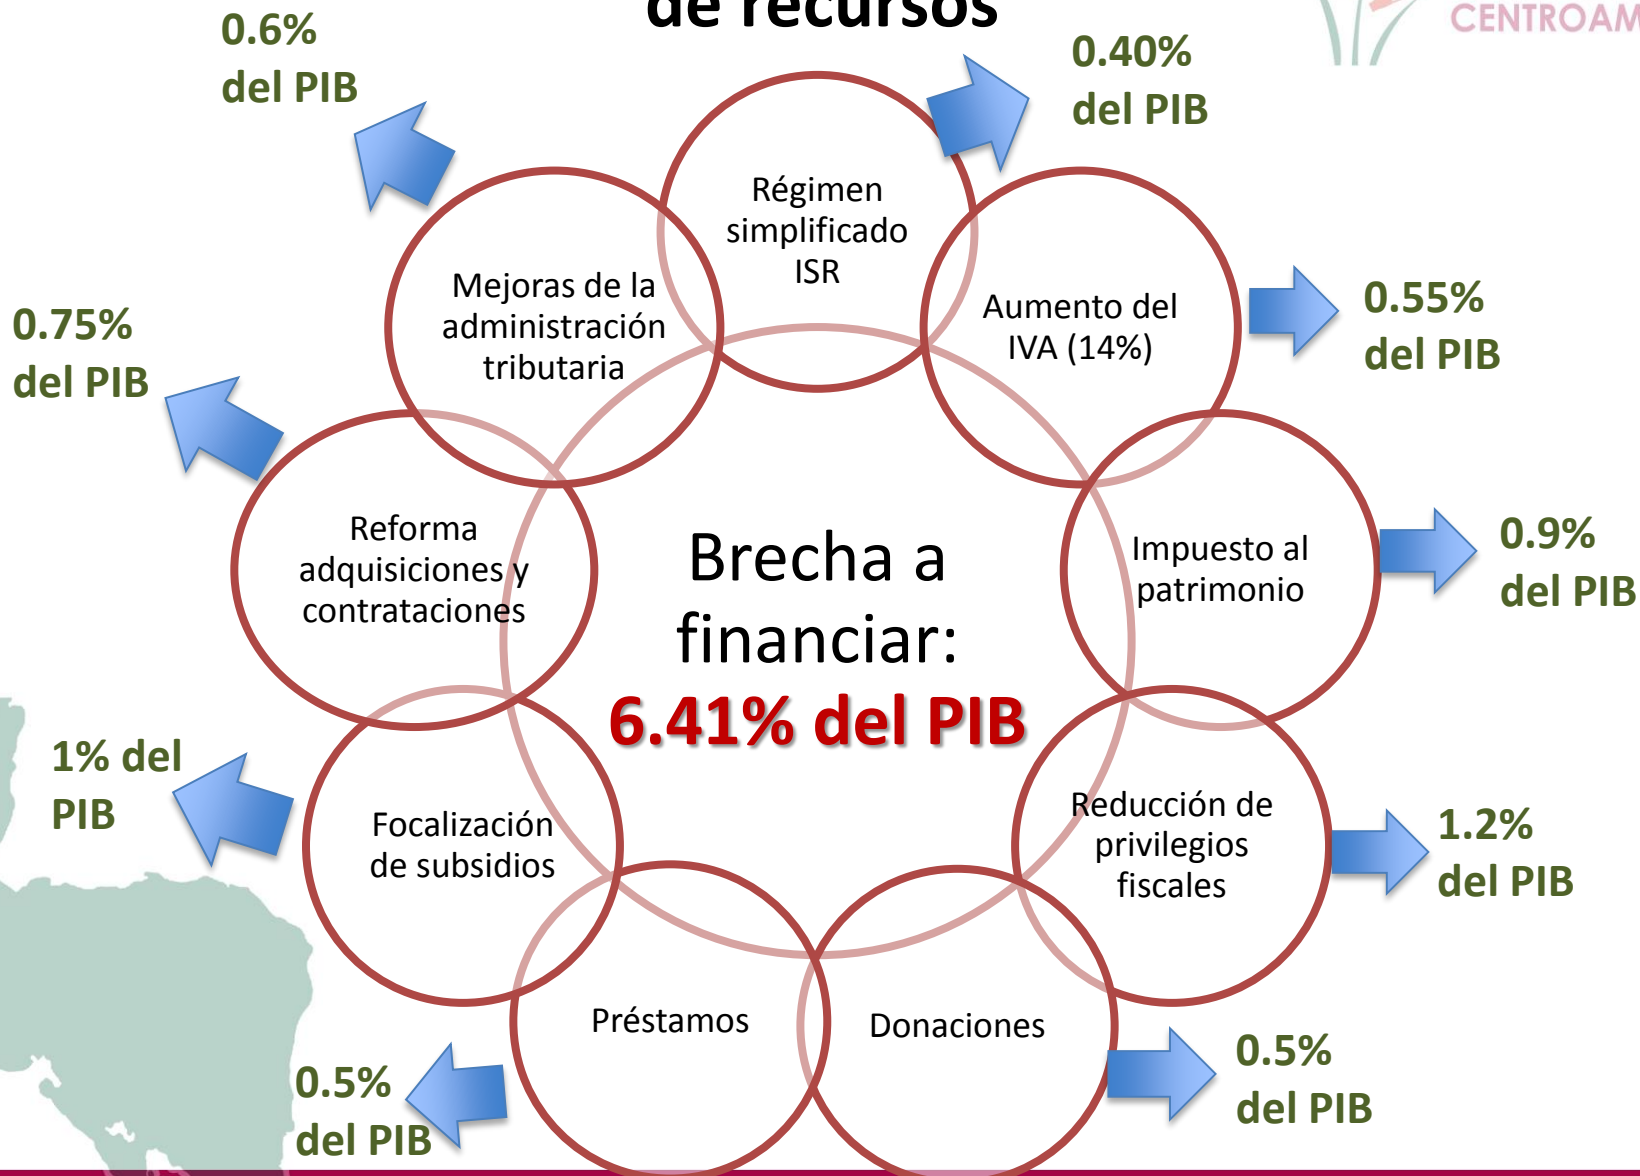 de recursos
CENTROAM
0.6%
del PIB
0.40%
del PIB
Régimen
simplificado
ISR
Mejoras de la
administración
tributaria
Aumento del
IVA (14%)
0.55%
del PIB
0.75%
del PIB
Reforma
adquisiciones y
contrataciones
Brecha a
financiar:
6.41% del PIB
Impuesto al
patrimonio
0.9%
del PIB
1% del
PIB
Focalización
de subsidios
Reducción de
privilegios
fiscales
1.2%
del PIB
Préstamos
Donaciones
0.5%
del PIB
0.5%
del PIB